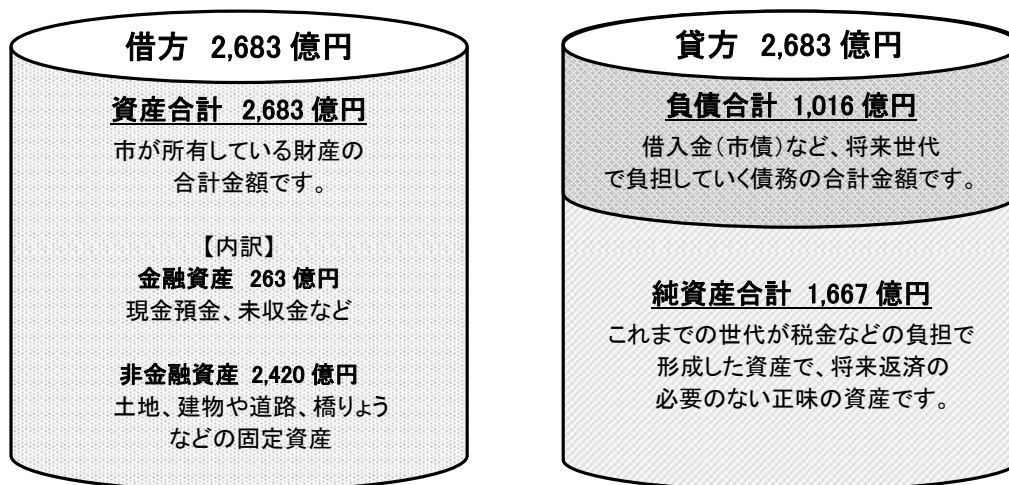 借方 2,683 億円
資産合計 2,683 億円
市が所有している財産の
合計金額です。
【内訳】
金融資産 263 億円
現金預金、未収金など
非金融資産 2,420 億円
土地、建物や道路、橋りょう
などの固定資産
貸方 2,683 億円
負債合計 1,016 億円
借入金(市債)など、将来世代
で負担していく債務の合計金額です。
純資産合計 1,667 億円
これまでの世代が税金などの負担で
形成した資産で、将来返済の
必要のない正味の資産です。